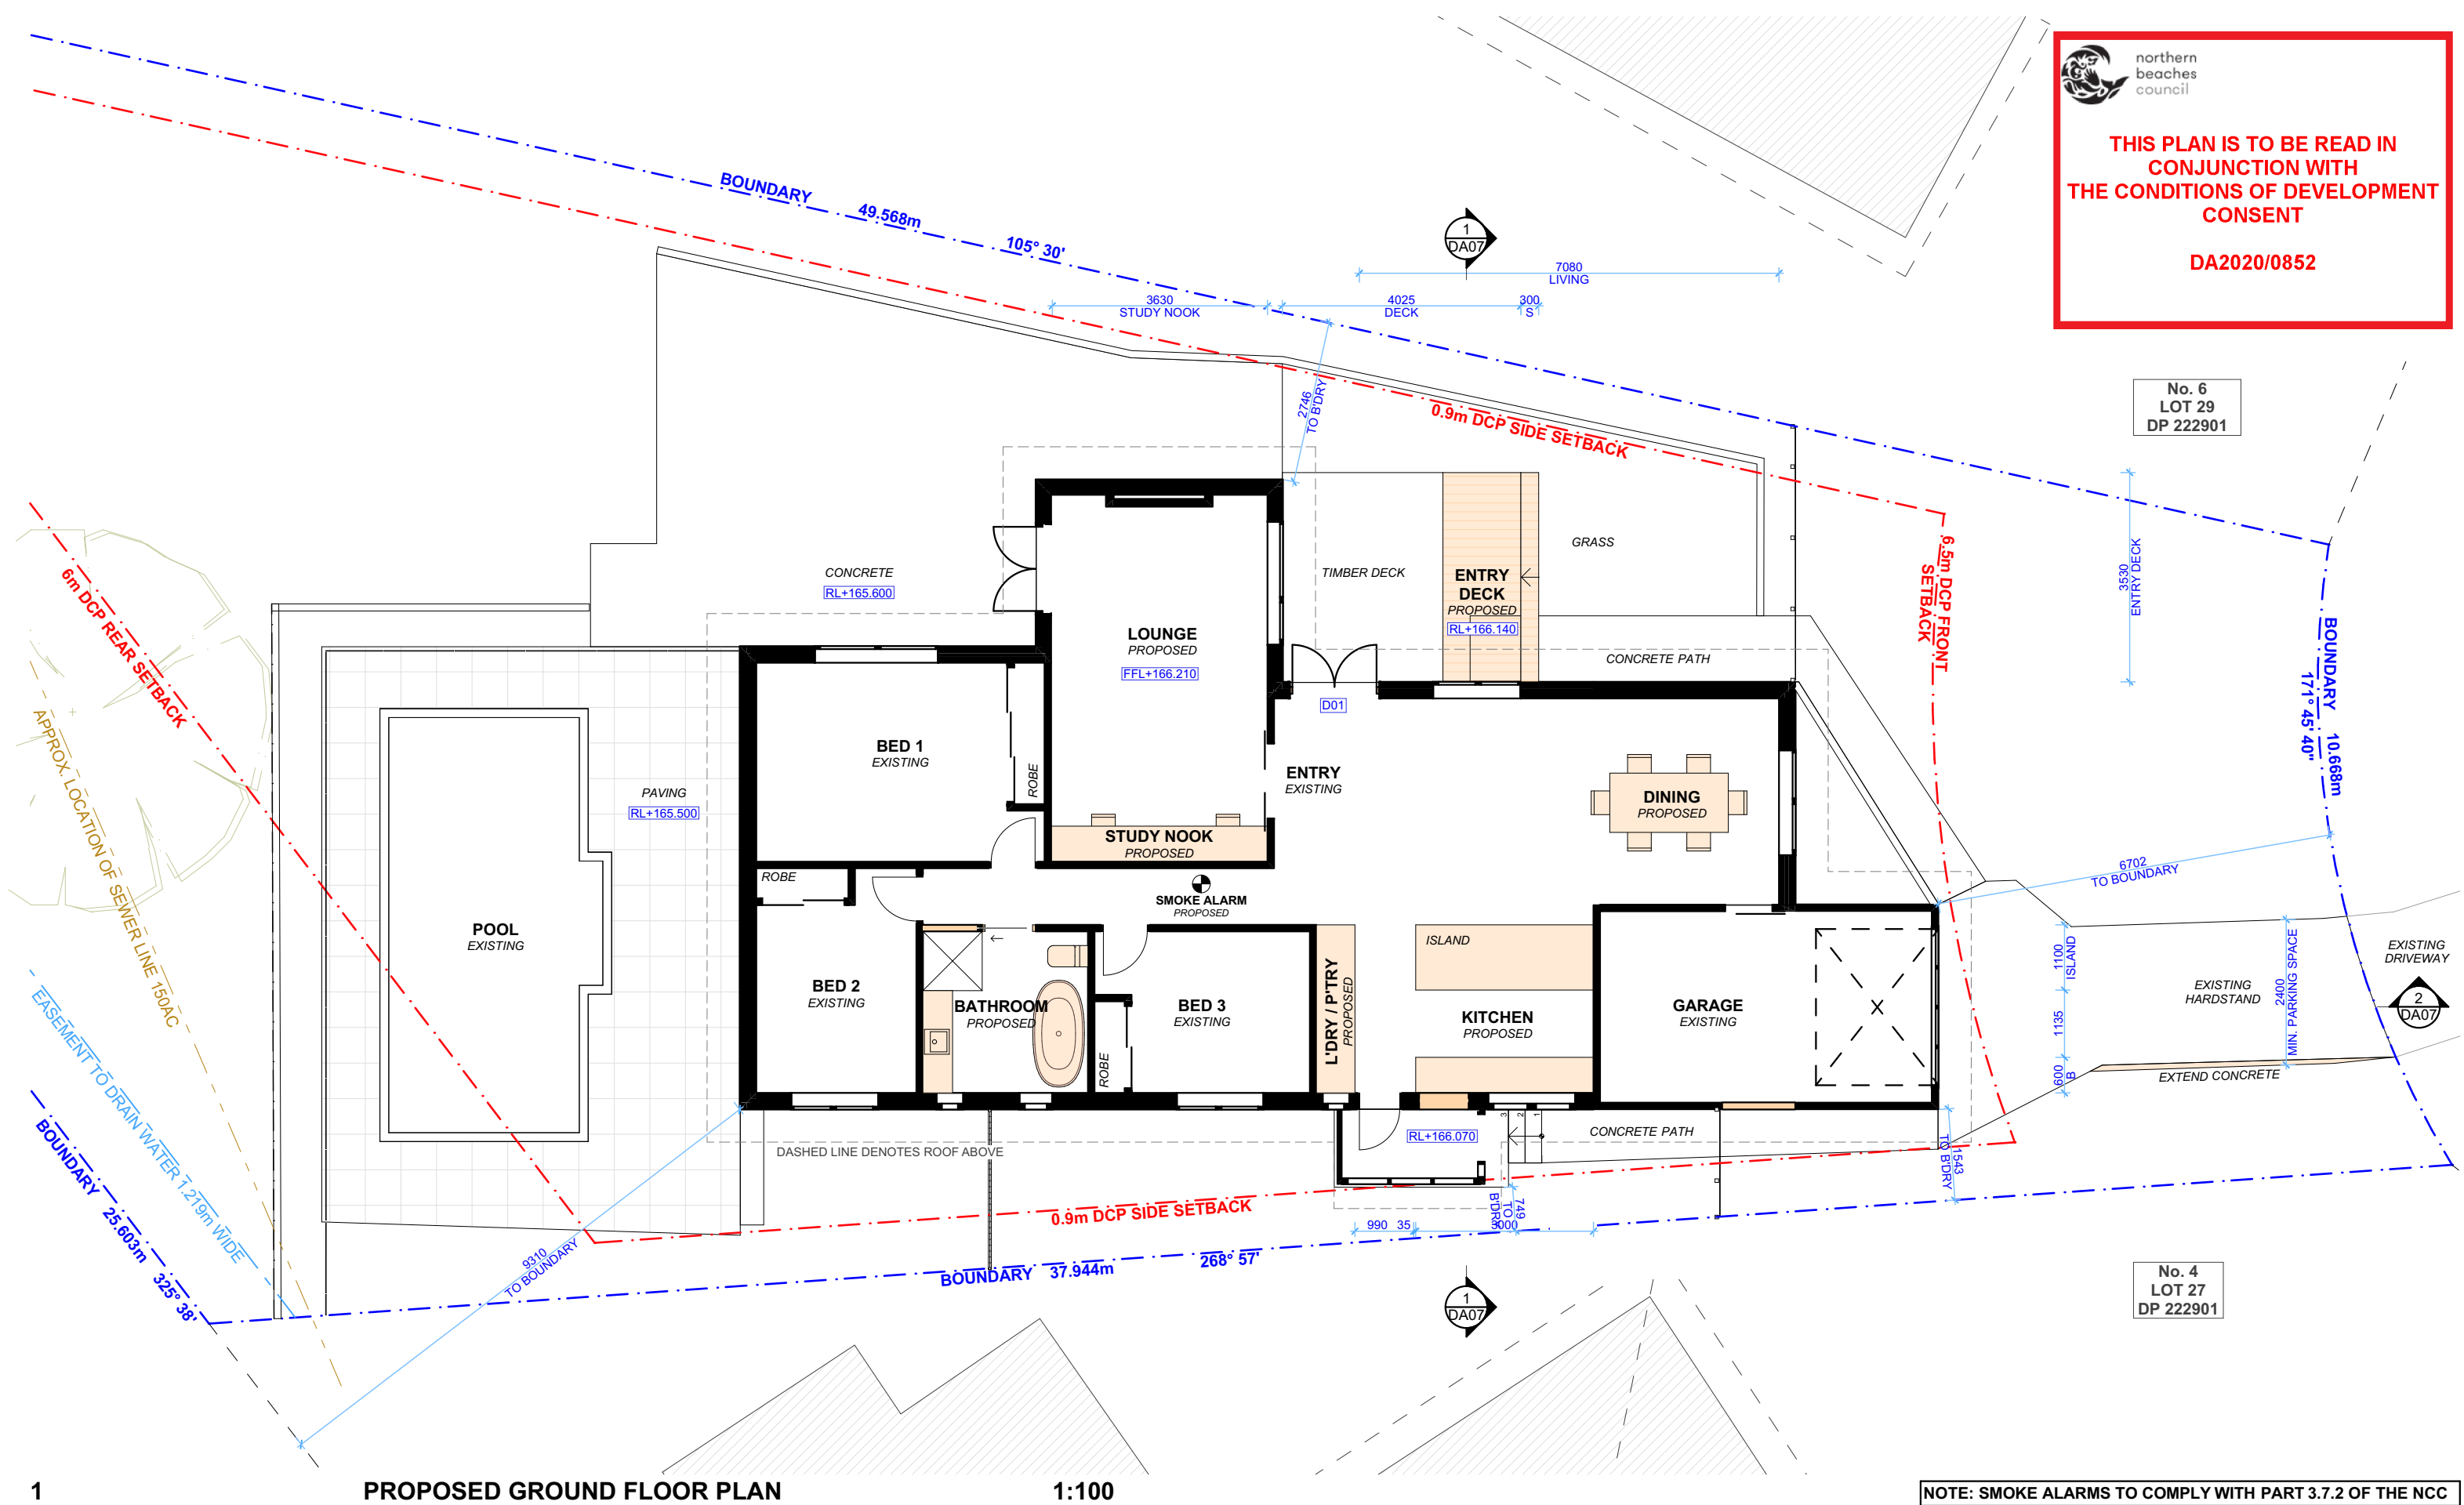 northern
beaches
council
THIS PLAN IS TO BE READ IN
CONJUNCTION WITH
THE CONDITIONS OF DEVELOPMENT
CONSENT
DA2020/0852
BOUNDARY 49.568m 105° 30'
1
DA07
7080
LIVING
3630
STUDY NOOK
4025
DECK
300
S
2746
TO B'DRY
0.9m DCP SIDE SETBACK
No. 6
LOT 29
DP 222901
6m DCP REAR SETBACK
CONCRETE
RL+165.600
GRASS
TIMBER DECK
ENTRY
DECK
PROPOSED
RL+166.140
6.5m DCP FRONT
SETBACK
3530
ENTRY DECK
BOUNDARY 10.668m
171° 45' 40"
LOUNGE
PROPOSED
FFL+166.210
CONCRETE PATH
D01
BED 1
EXISTING
ROBE
ENTRY
EXISTING
DINING
PROPOSED
PAVING
RL+165.500
STUDY NOOK
PROPOSED
APPROX. LOCATION OF SEWER LINE 150AC
ROBE
SMOKE ALARM
PROPOSED
6702
TO BOUNDARY
POOL
EXISTING
ISLAND
1100
ISLAND
2400
MIN. PARKING SPACE
EXISTING
DRIVEWAY
EXISTING
HARDSTAND
2
DA07
BED 2
EXISTING
BATHROOM
PROPOSED
BED 3
EXISTING
L'DRY / P'TRY
PROPOSED
KITCHEN
PROPOSED
GARAGE
EXISTING
1135
ROBE
600
B
EXTEND CONCRETE
EASEMENT TO DRAIN WATER 1.219m WIDE
BOUNDARY 25.603m 325° 38'
3 2 1
RL+166.070
CONCRETE PATH
DASHED LINE DENOTES ROOF ABOVE
1543
TO B'DRY
749
TO
B'DRY
0.9m DCP SIDE SETBACK
990 35 3000
9310
TO BOUNDARY
BOUNDARY 37.944m 268° 57'
No. 4
LOT 27
DP 222901
1
DA07
1 PROPOSED GROUND FLOOR PLAN 1:100
NOTE: SMOKE ALARMS TO COMPLY WITH PART 3.7.2 OF THE NCC